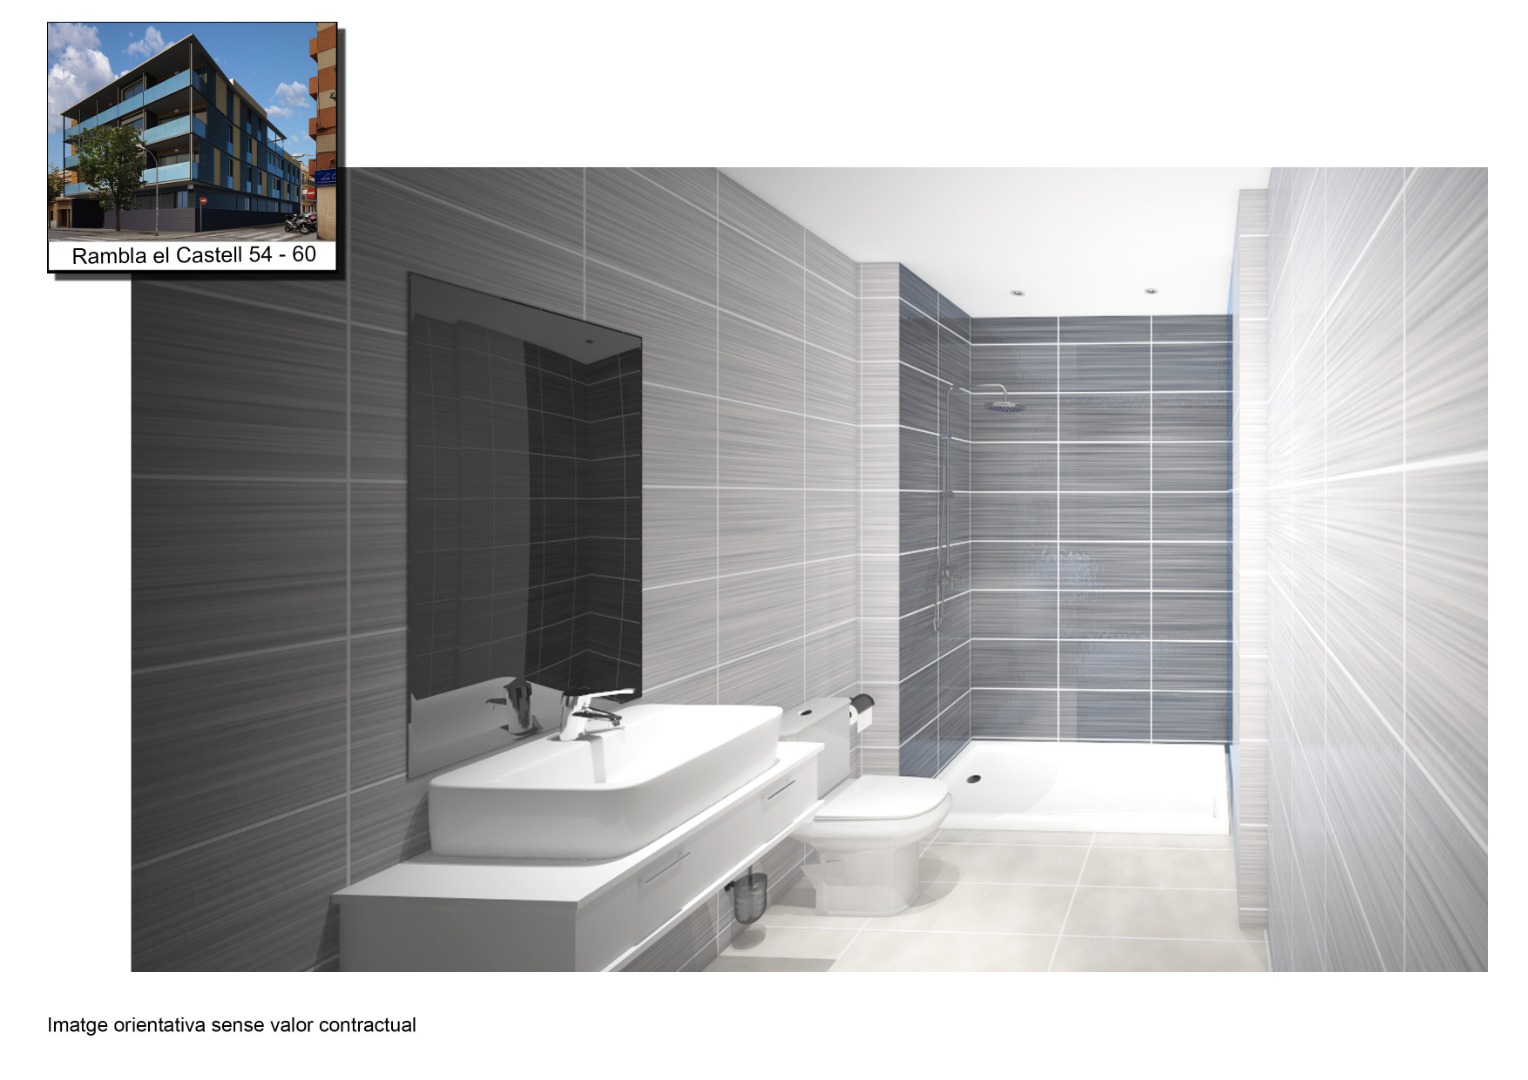 Rambla el Castell 54 - 60
Imatge orientativa sense valor contractual